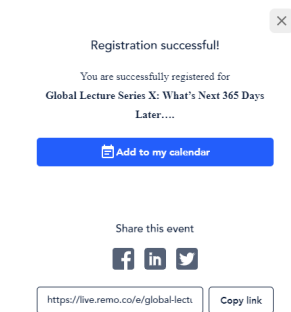 Registration successful!
You are successfully registered for
Global Lecture Series X: What's Next 365 Days
Later….
Add to my calendar
Share this event
https://live.remo.co/e/global-lectu
Copy link